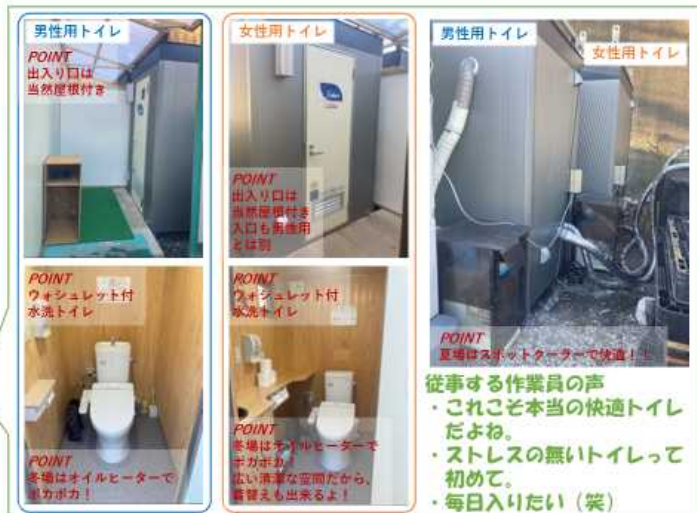 男性用トイレ
POINT
出入り口は
当然屋根付き
女性用トイレ
POINT
出入り口は
当然屋根付き
入口も男性用
とは別
男性用トイレ
女性用トイレ
POINT
夏場はスポットクーラーで快適!!
POINT
ウォシュレット付
水洗トイレ
POINT
冬場はオイルヒーターで
ポカポカ!
POINT
ウォシュレット付
水洗トイレ
POINT
冬場はオイルヒーターで
ポカポカ!
広い清潔な空間だから、
着替えも出来るよ!
従事する作業員の声
・これこそ本当の快適トイレ
だよね。
・ストレスの無いトイレって
初めて。
・毎日入りたい(笑)